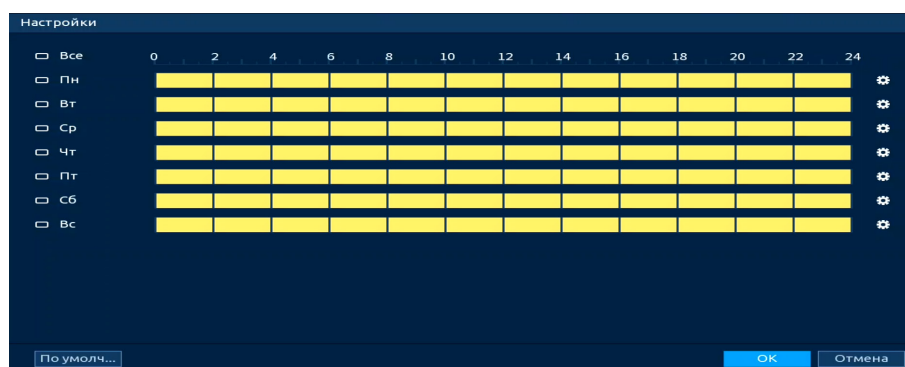 Настройки
Все 0 2 4 6 8 10 12 14 16 18 20 22 24
Пн
Вт
Ср
Чт
Пт
Сб
Вс
По умолч... OK Отмена